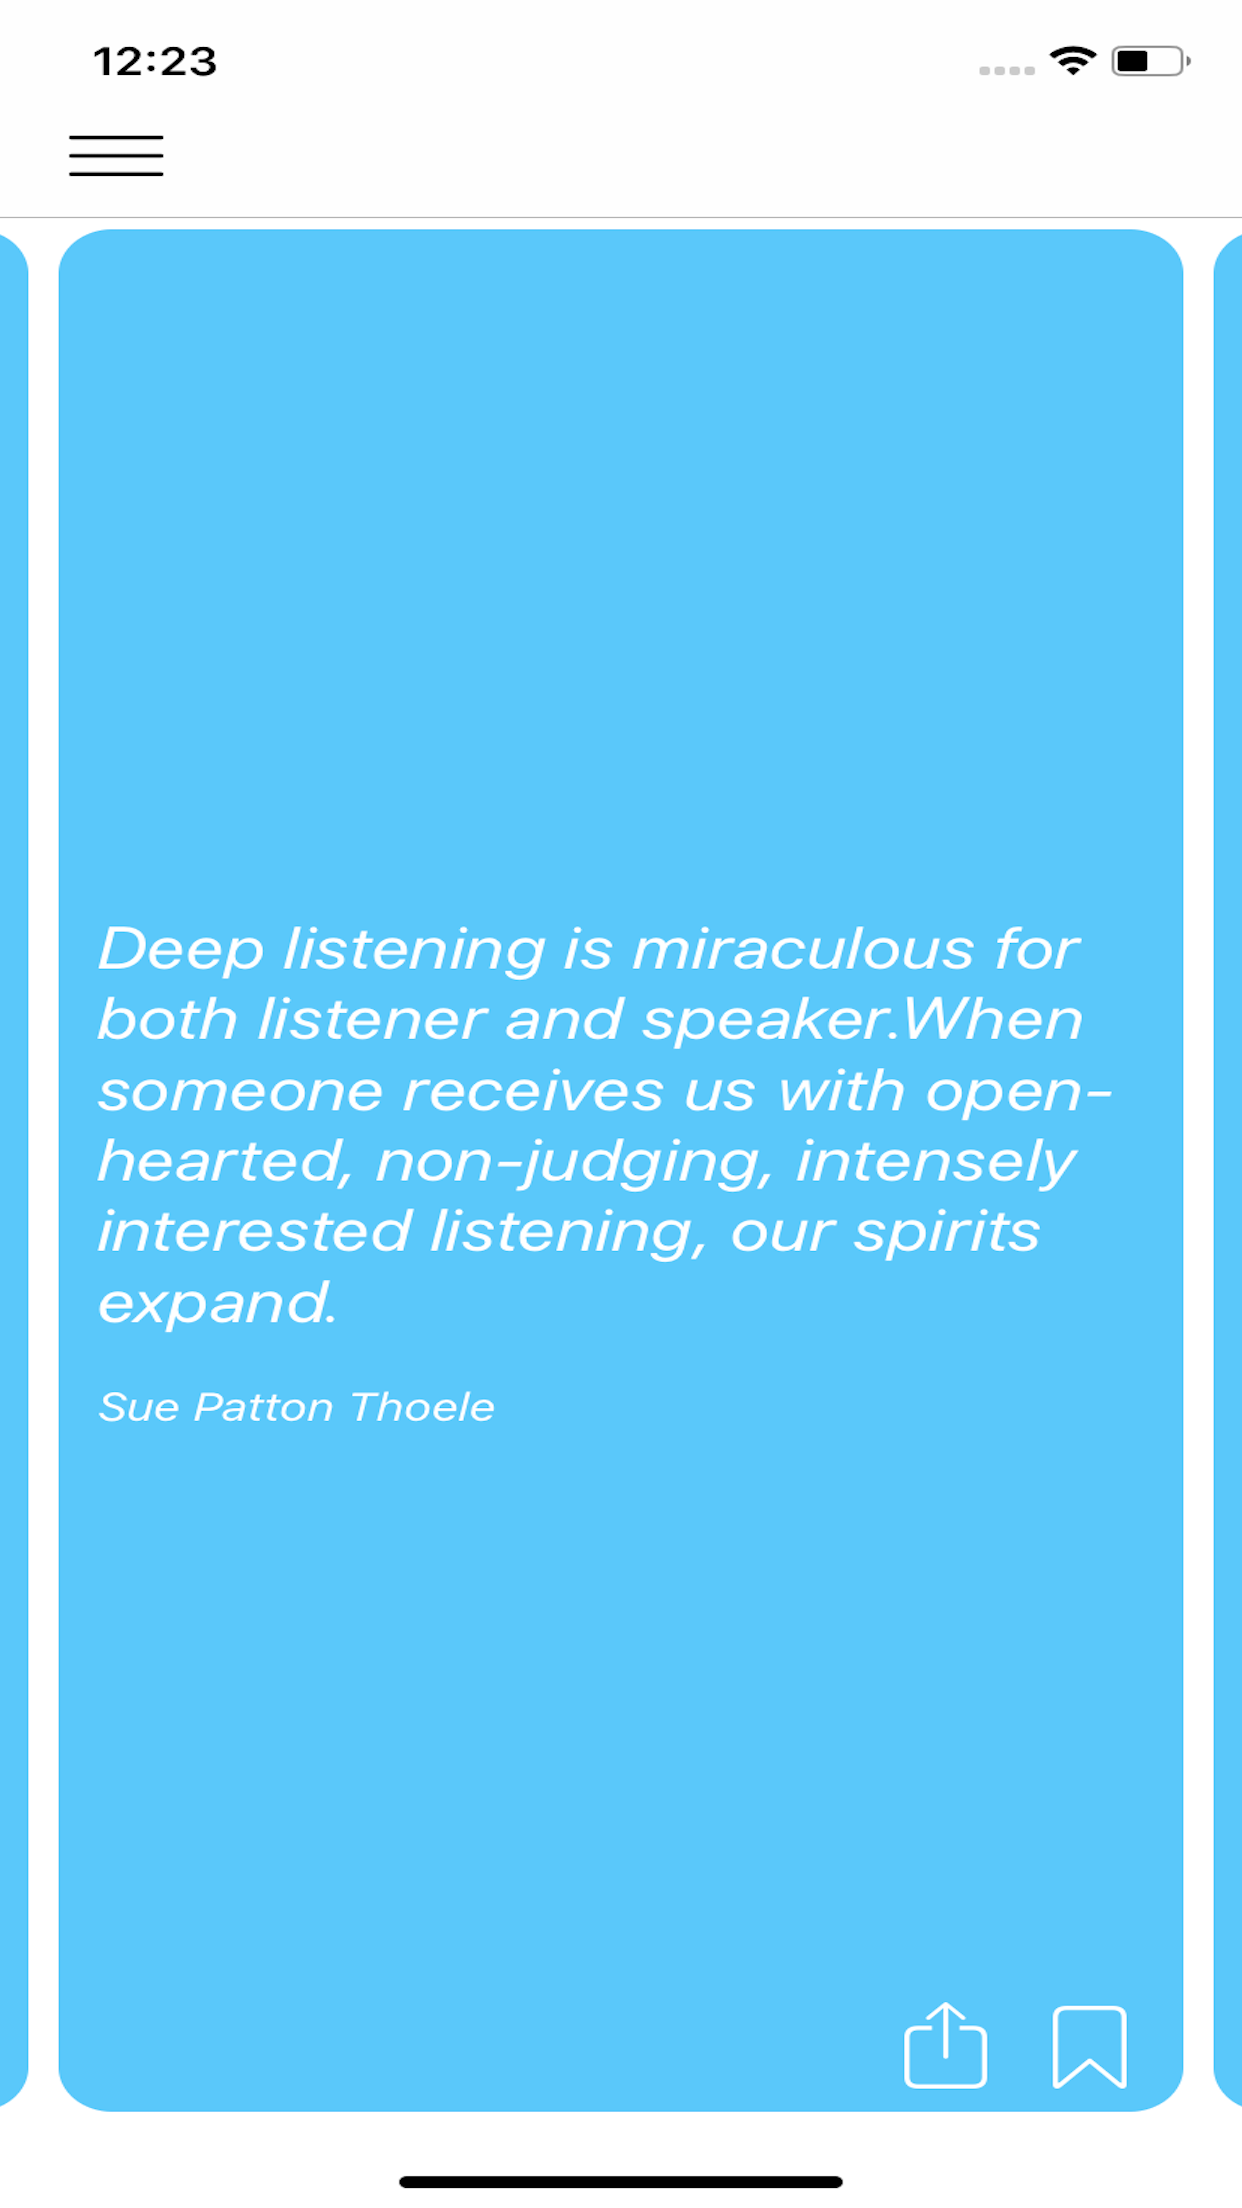 12:23
Deep listening is miraculous for
both listener and speaker.When
someone receives us with open-
hearted, non-judging, intensely
interested listening, our spirits
expand.
Sue Patton Thoele